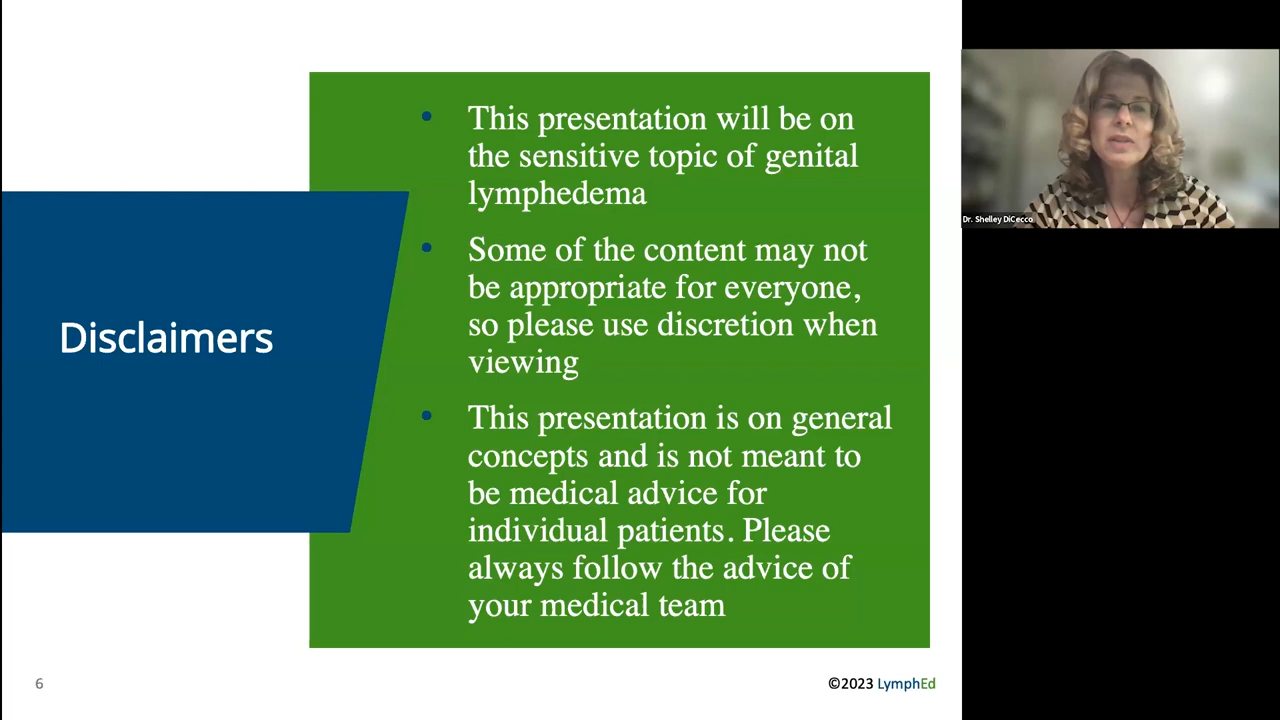 Disclaimers
• This presentation will be on
the sensitive topic of genital
lymphedema
• Some of the content may not
be appropriate for everyone,
so please use discretion when
viewing
• This presentation is on general
concepts and is not meant to
be medical advice for
individual patients. Please
always follow the advice of
your medical team
6
©2023 LymphEd
Dr. Shelley DiCecco